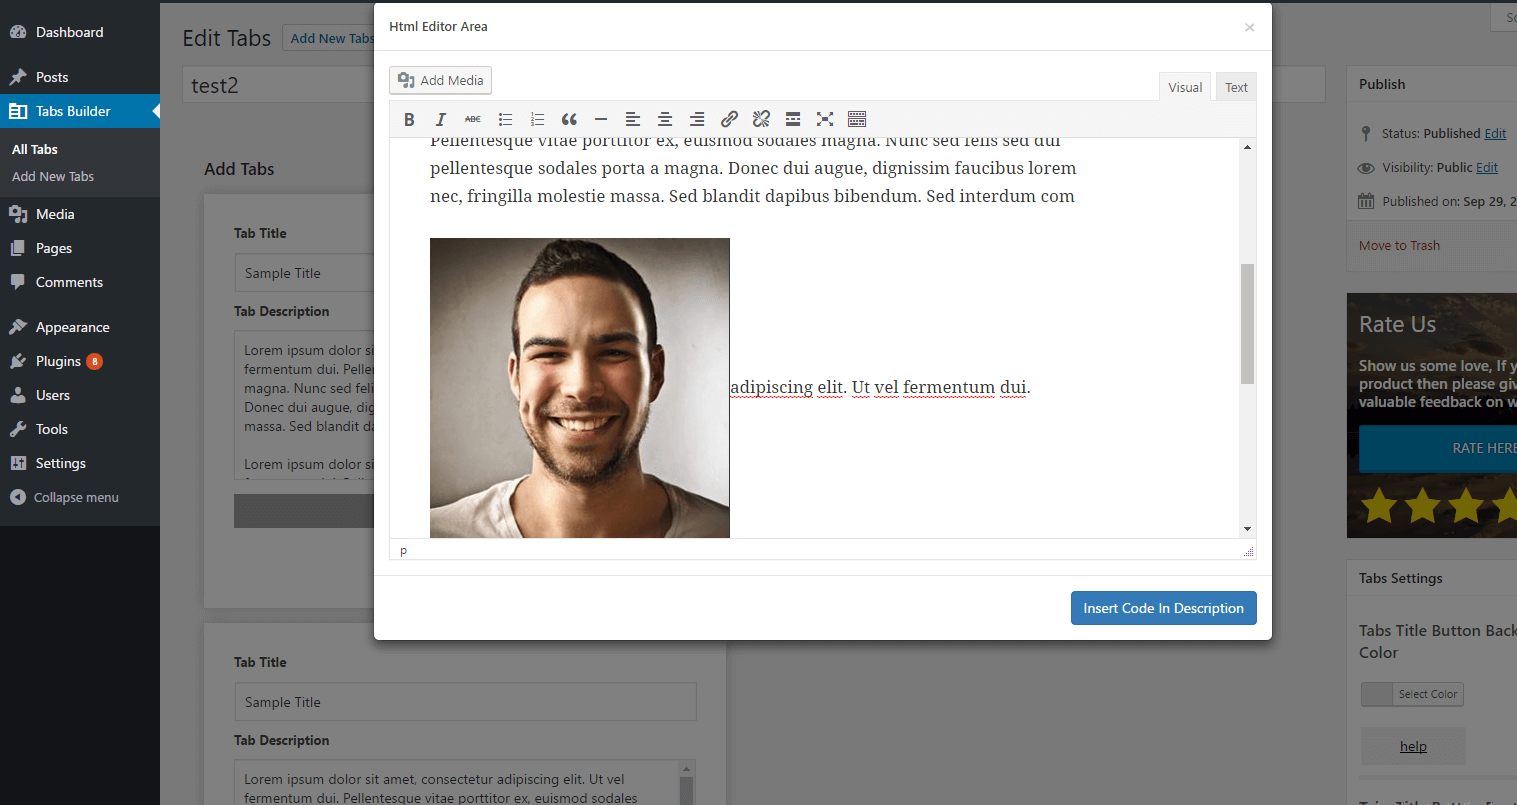 Dashboard
Posts
Tabs Builder
All Tabs
Add New Tabs
Media
Pages
Comments
Appearance
Plugins 8
Users
Tools
Settings
Collapse menu
Edit Tabs
Add New Tabs
test2
Add Tabs
Tab Title
Sample Title
Tab Description
Lorem ipsum dolor si
fermentum dui. Peller
magna. Nunc sed feli
Donec dui augue, dig
massa. Sed blandit da
Lorem ipsum dolor si
Tab Title
Sample Title
Tab Description
Lorem ipsum dolor sit amet, consectetur adipiscing elit. Ut vel
fermentum dui. Pellentesque vitae porttitor ex, euismod sodales
Html Editor Area
×
Add Media
Visual
Text
B I ABC
Pellentesque vitae porttitor ex, euismod sodales magna. Nunc sed felis sed dui
pellentesque sodales porta a magna. Donec dui augue, dignissim faucibus lorem
nec, fringilla molestie massa. Sed blandit dapibus bibendum. Sed interdum com
adipiscing elit. Ut vel fermentum dui.
p
Insert Code In Description
Publish
Status: Published Edit
Visibility: Public Edit
Published on: Sep 29, 2
Move to Trash
Rate Us
Show us some love, If y
product then please giv
valuable feedback on w
RATE HERE
Tabs Settings
Tabs Title Button Back
Color
Select Color
help